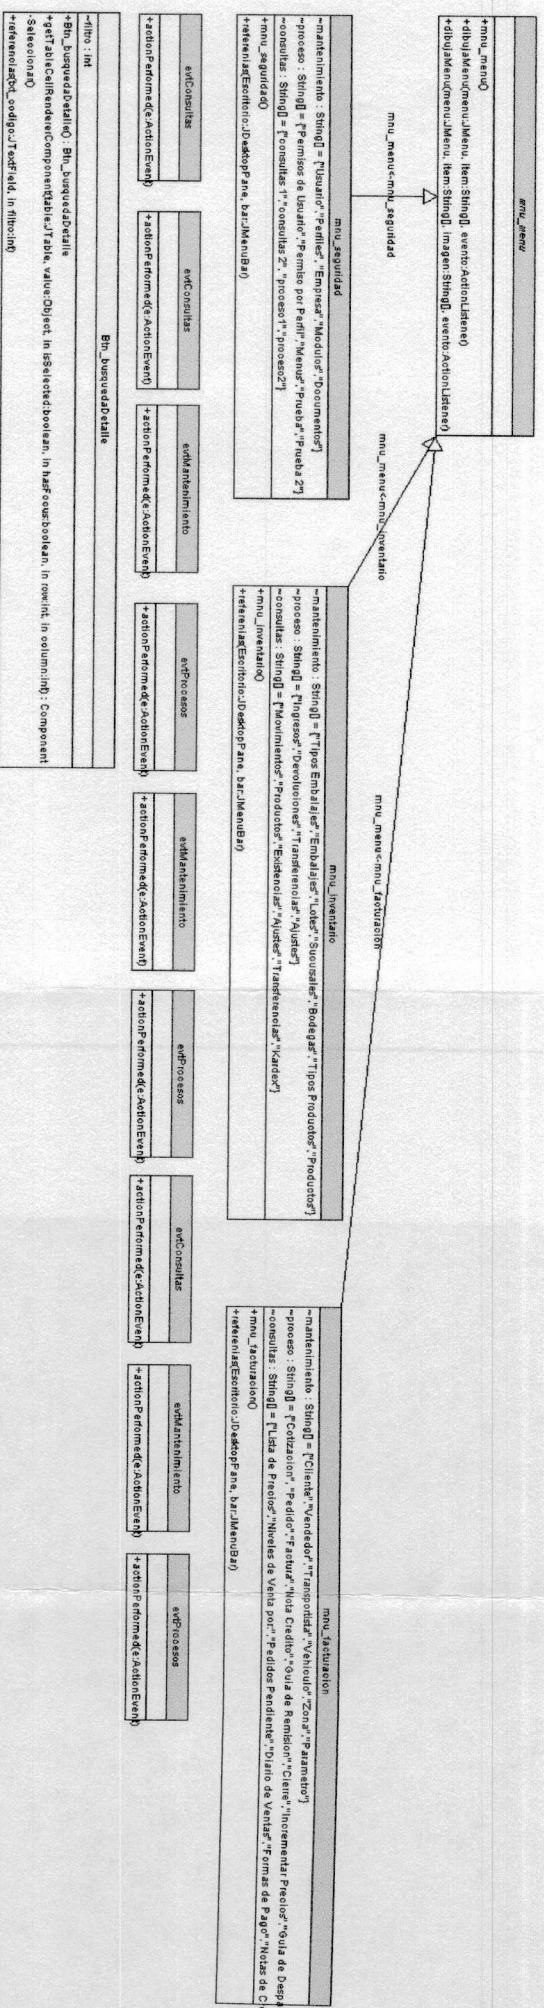 mnu_menu
+mnu_menu()
+dibujaMenu(menu:JMenu, item:String[], evento:ActionListener)
+dibujaMenu(menu:JMenu, item:String[], imagen:String[], evento:ActionListener)
mnu_menu<-mnu_seguridad
mnu_menu<-mnu_inventario
mnu_menu<-mnu_facturacion
mnu_seguridad
~mantenimiento : String[] = {"Usuario","Perfiles","Empresa","Modulos","Documentos"}
~proceso : String[] = {"Permisos de Usuario","Permiso por Perfil","Menus","Prueba","Prueba 2"}
~consultas : String[] = {"consultas 1","consultas 2", "proceso1","proceso2"}
+mnu_seguridad()
+referenias(Escritorio:JDesktopPane, bar:JMenuBar)
mnu_inventario
~mantenimiento : String[] = {"Tipos Embalajes","Embalajes","Lotes","Sucursales","Bodegas","Tipos Productos","Productos"}
~proceso : String[] = {"Ingresos","Devoluciones","Transferencias","Ajustes"}
~consultas : String[] = {"Movimientos","Productos","Existencias","Ajustes","Transferencias","Kardex"}
+mnu_inventario()
+referenias(Escritorio:JDesktopPane, bar:JMenuBar)
mnu_facturacion
~mantenimiento : String[] = {"Cliente","Vendedor","Transportista","Vehiculo","Zona","Parametro"}
~proceso : String[] = {"Cotizacion", "Pedido","Factura","Nota Credito","Guia de Remision","Cierre","Incrementar Precios","Guia de Despa
~consultas : String[] = {"Lista de Precios","Niveles de Venta por:","Pedidos Pendiente","Diario de Ventas","Formas de Pago","Notas de C
+mnu_facturacion()
+referenias(Escritorio:JDesktopPane, bar:JMenuBar)
evtConsultas
+actionPerformed(e:ActionEvent)
evtConsultas
+actionPerformed(e:ActionEvent)
evtMantenimiento
+actionPerformed(e:ActionEvent)
evtProcesos
+actionPerformed(e:ActionEvent)
evtMantenimiento
+actionPerformed(e:ActionEvent)
evtProcesos
+actionPerformed(e:ActionEvent)
evtConsultas
+actionPerformed(e:ActionEvent)
evtMantenimiento
+actionPerformed(e:ActionEvent)
evtProcesos
+actionPerformed(e:ActionEvent)
Btn_busquedaDetalle
~filtro : int
+Btn_busquedaDetalle() : Btn_busquedaDetalle
+getTableCellRendererComponent(table:JTable, value:Object, in isSelected:boolean, in hasFocus:boolean, in row:int, in column:int) : Component
-Seleccionar()
+referencias(txt_codigo:JTextField, in filtro:int)